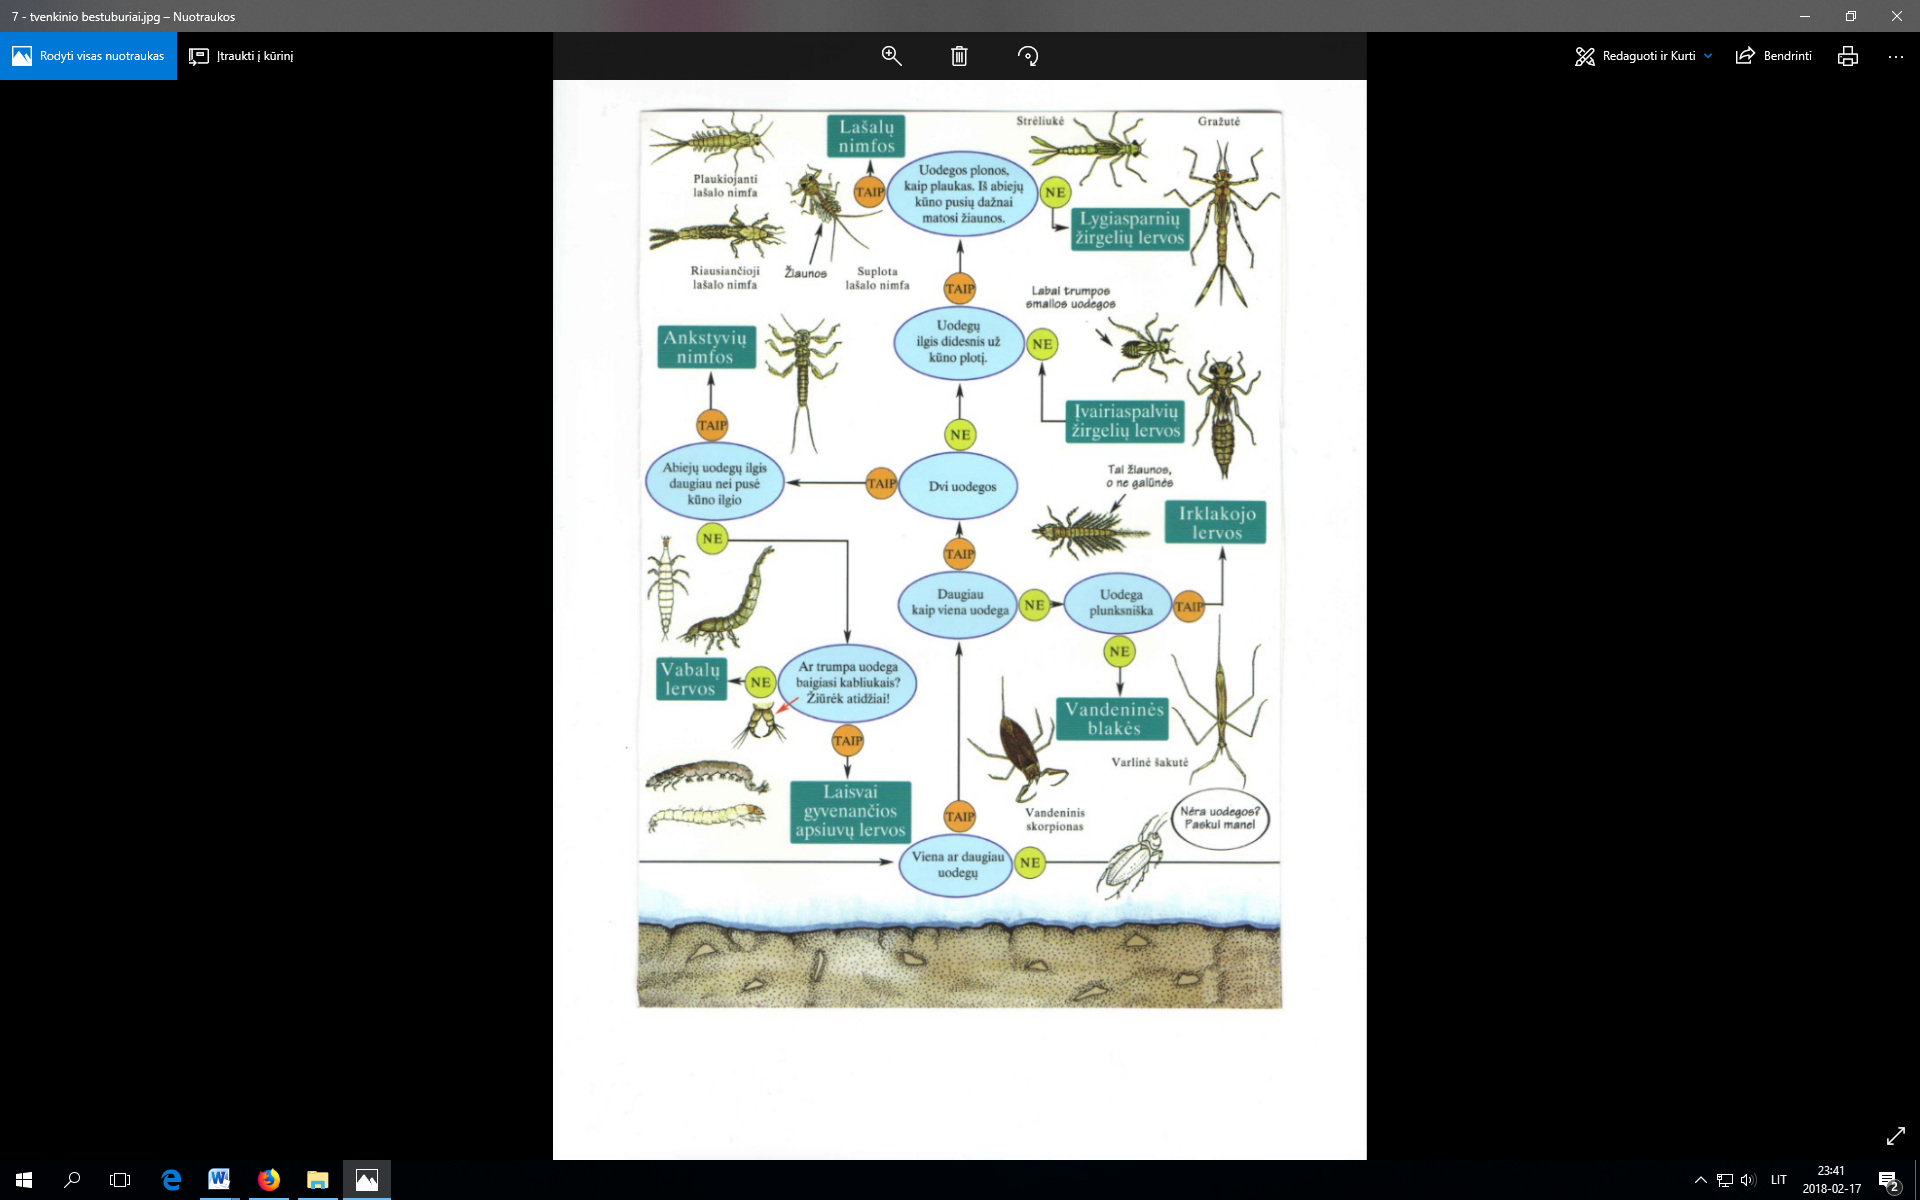 7 - tvenkinio bestuburiai.jpg – Nuotraukos
Rodyti visas nuotraukas
Įtraukti į kūrinį
Redaguoti ir Kurti
Bendrinti
Lašalų
nimfos
Strėliukė
Gražutė
Plaukiojanti
lašalo nimfa
TAIP
Uodegos plonos,
kaip plaukas. Iš abiejų
kūno pusių dažnai
matosi žiaunos.
NE
Lygiasparnių
žirgelių lervos
Riausiančioji
lašalo nimfa
Žiaunos
Suplota
lašalo nimfa
TAIP
Labai trumpos
smailios uodegos
Ankstyvių
nimfos
Uodegų
ilgis didesnis už
kūno plotį.
NE
Įvairiaspalvių
žirgelių lervos
TAIP
NE
Abiejų uodegų ilgis
daugiau nei pusė
kūno ilgio
TAIP
Dvi uodegos
Tai žiaunos,
o ne galūnės
Irklakojo
lervos
NE
TAIP
Daugiau
kaip viena uodega
NE
Uodega
plunksniška
TAIP
NE
Vabalų
lervos
NE
Ar trumpa uodega
baigiasi kabliukais?
Žiūrėk atidžiai!
Vandeninės
blakės
TAIP
Varlinė šakutė
Laisvai
gyvenančios
apsiuvų lervos
TAIP
Vandeninis
skorpionas
Nėra uodegos?
Paskui mane!
Viena ar daugiau
uodegų
NE
LIT
23:41
2018-02-17
2